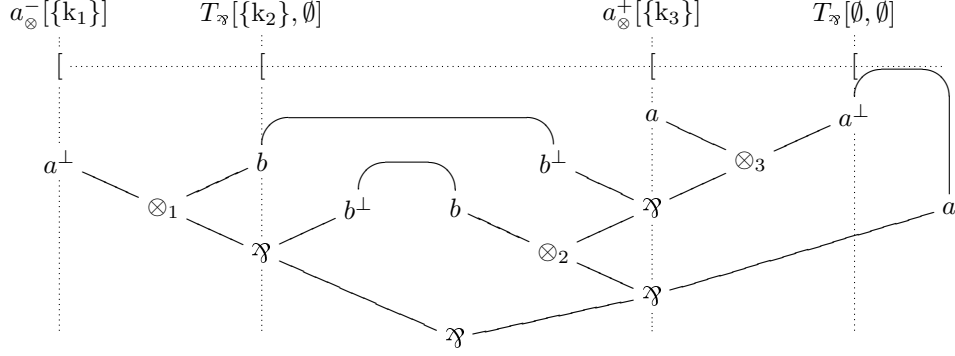 a⊗⁻[{k₁}] T⅋[{k₂}, ∅] a⊗⁺[{k₃}] T⅋[∅, ∅]
[ [ [ [
a a⊥
a⊥ b b⊥ ⊗₃
⊗₁ b⊥ b ⅋ a
⅋ ⊗₂
⅋
⅋